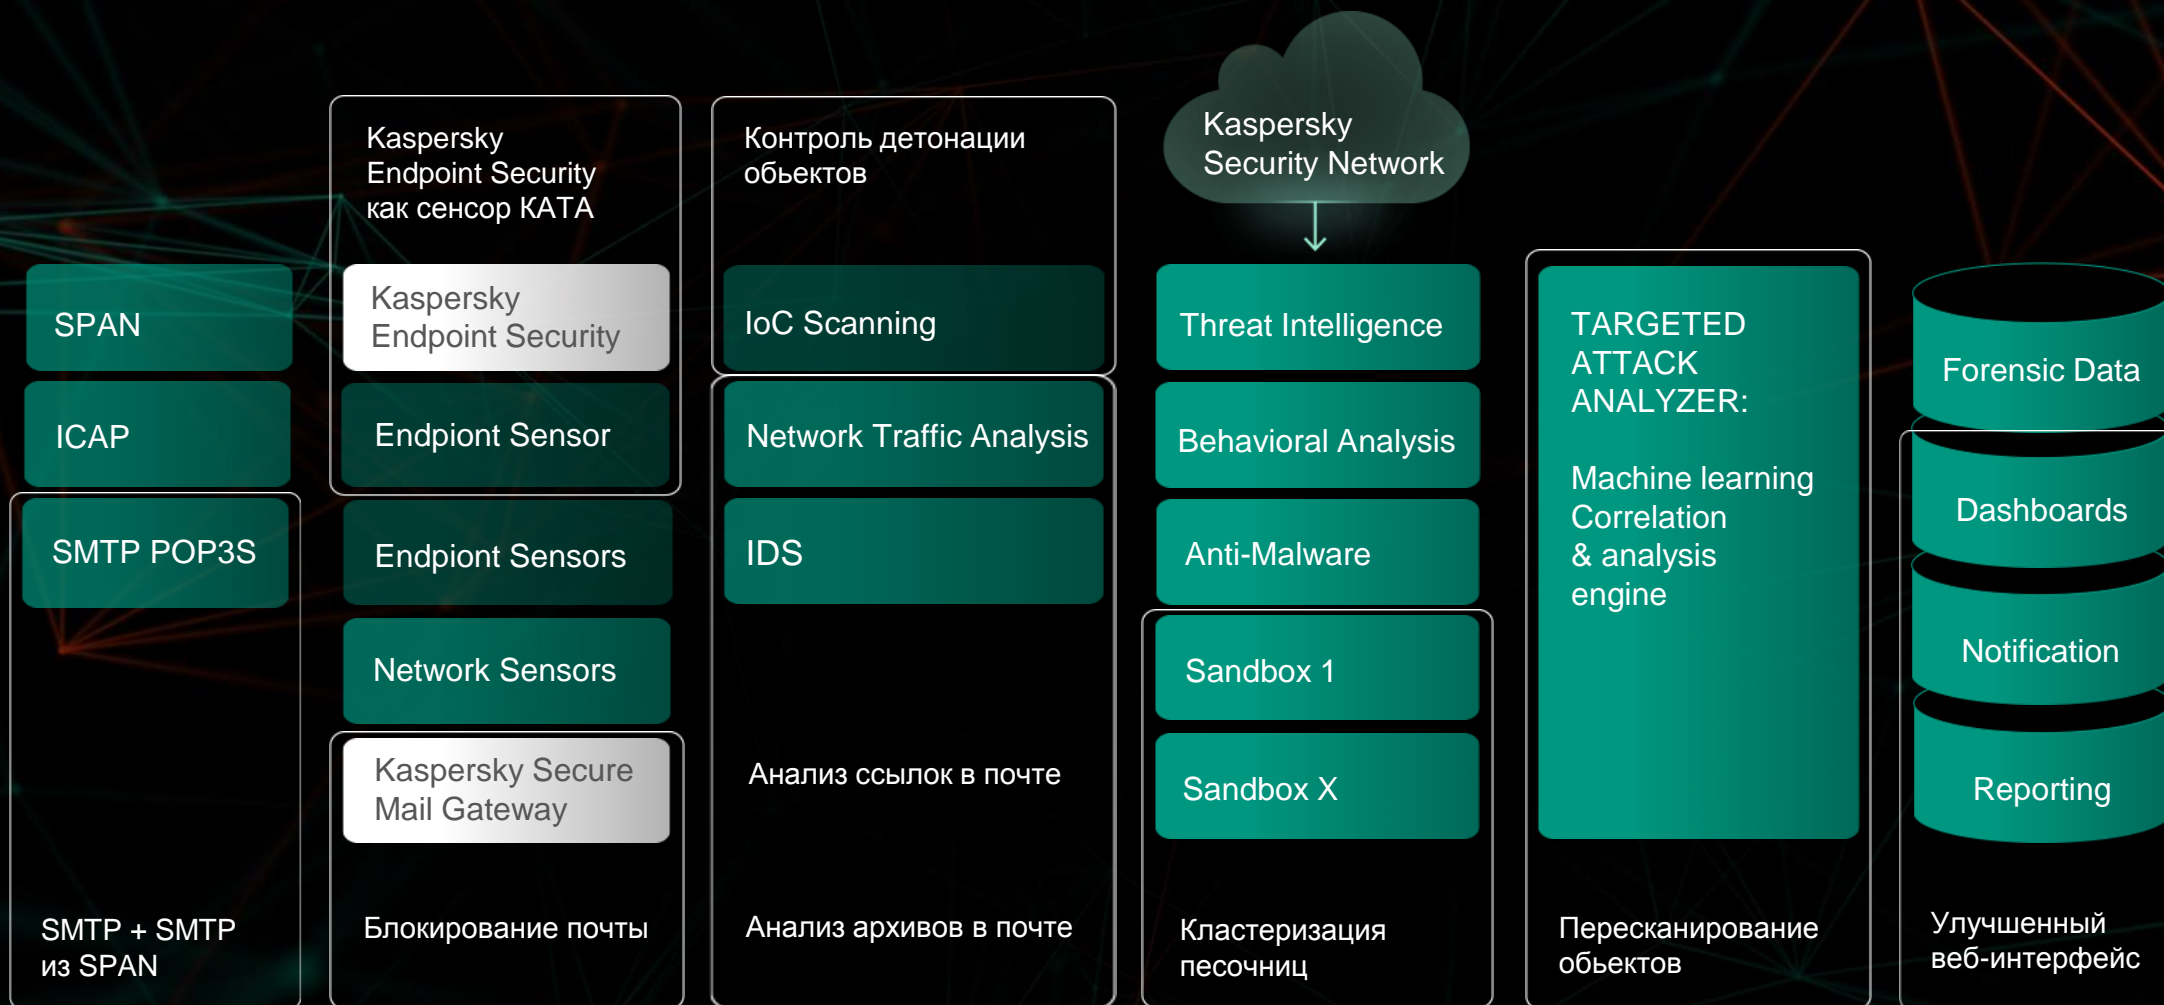 Kaspersky
Endpoint Security
как сенсор КАТА
Контроль детонации
обьектов
Kaspersky
Security Network
SPAN
ICAP
SMTP POP3S
SMTP + SMTP
из SPAN
Kaspersky
Endpoint Security
Endpiont Sensor
Endpiont Sensors
Network Sensors
Kaspersky Secure
Mail Gateway
Блокирование почты
IoC Scanning
Network Traffic Analysis
IDS
Анализ ссылок в почте
Анализ архивов в почте
Threat Intelligence
Behavioral Analysis
Anti-Malware
Sandbox 1
Sandbox X
Кластеризация
песочниц
TARGETED
ATTACK
ANALYZER:
Machine learning
Correlation
& analysis
engine
Пересканирование
обьектов
Forensic Data
Dashboards
Notification
Reporting
Улучшенный
веб-интерфейс